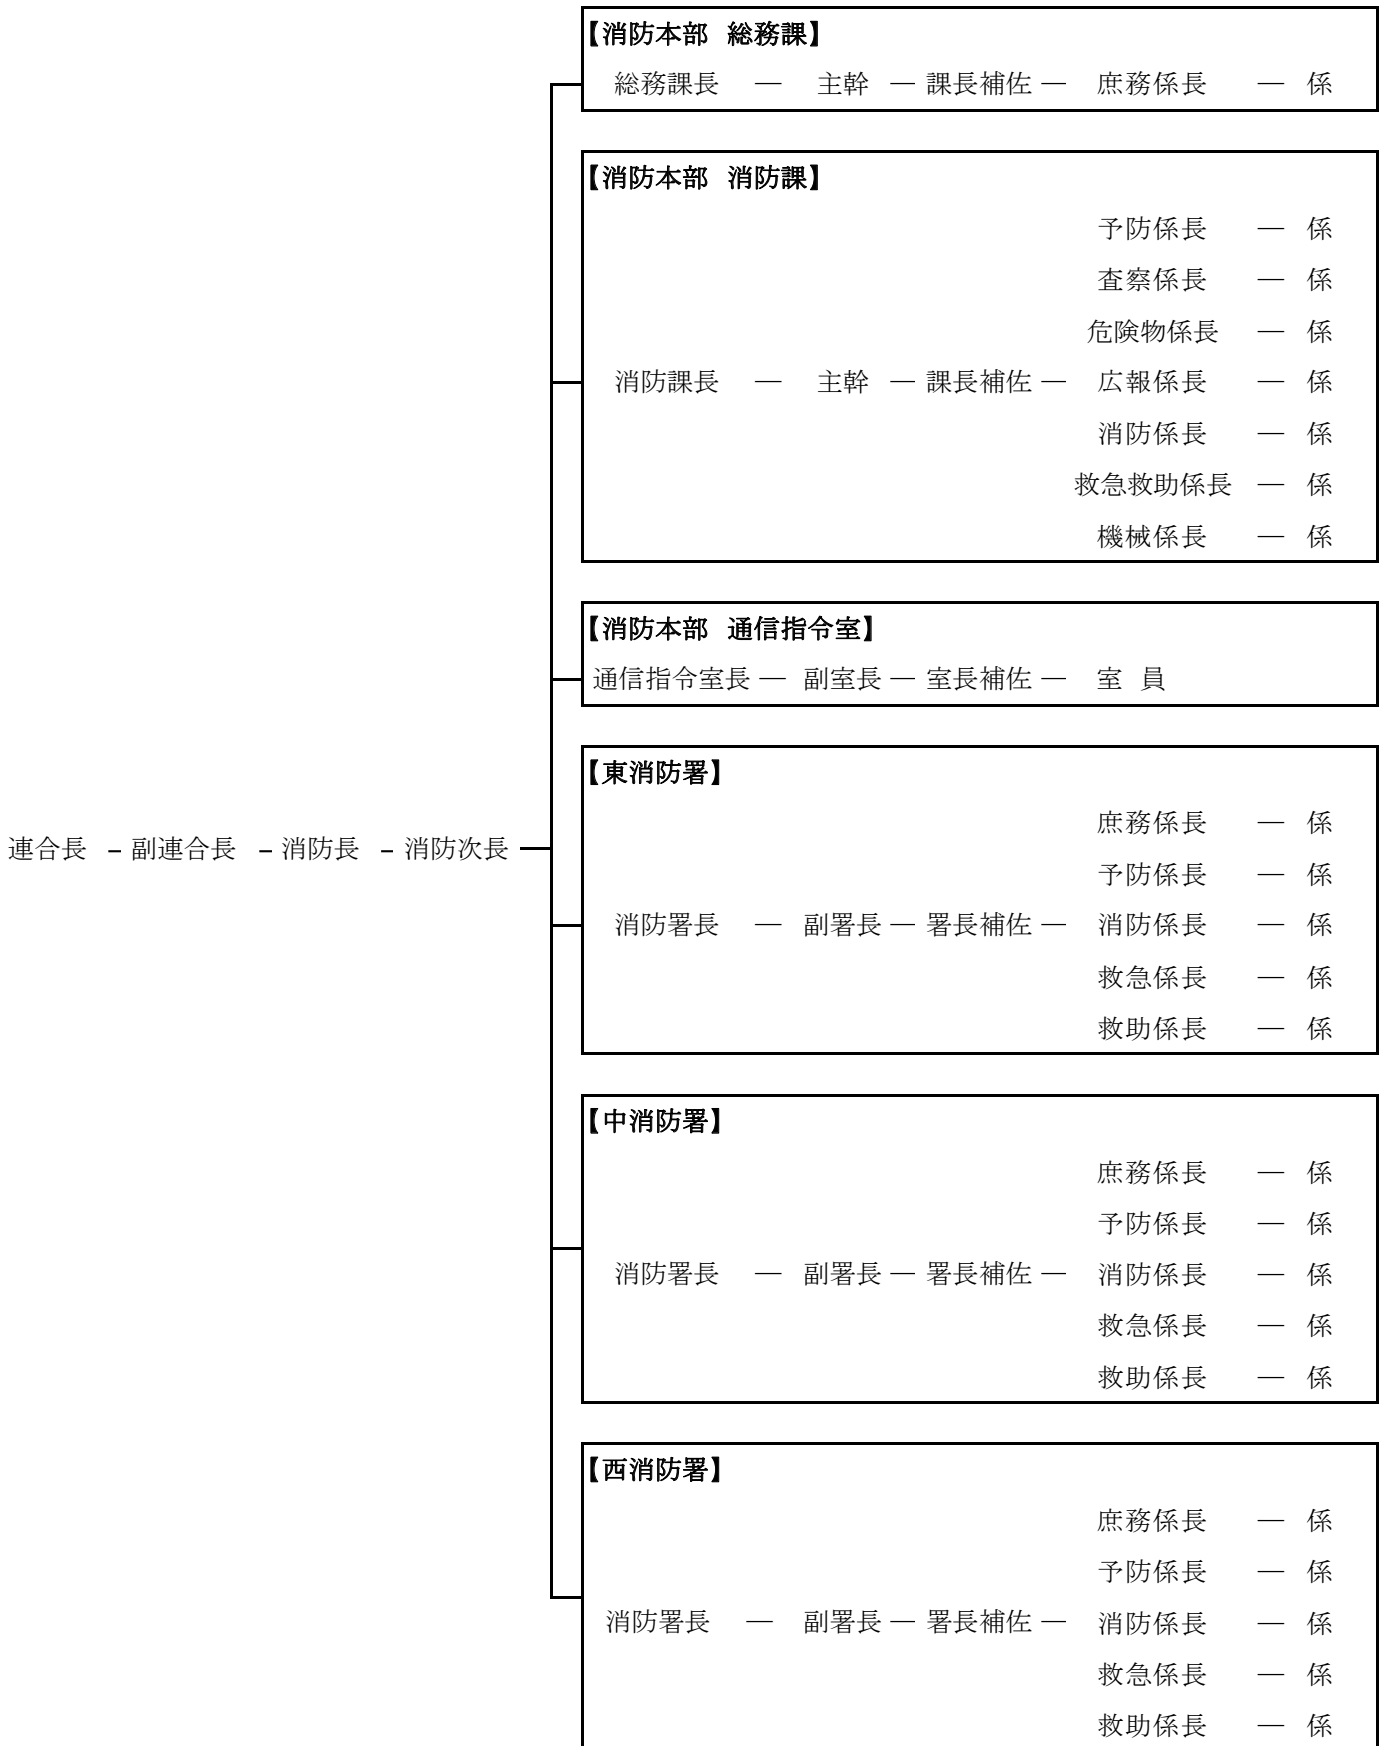 【消防本部 総務課】
総務課長 ― 主幹 ― 課長補佐 ― 庶務係長 ― 係
【消防本部 消防課】
予防係長 ― 係
査察係長 ― 係
危険物係長 ― 係
消防課長 ― 主幹 ― 課長補佐 ― 広報係長 ― 係
消防係長 ― 係
救急救助係長 ― 係
機械係長 ― 係
【消防本部 通信指令室】
通信指令室長 ― 副室長 ― 室長補佐 ― 室 員
連合長 － 副連合長 － 消防長 － 消防次長
【東消防署】
庶務係長 ― 係
予防係長 ― 係
消防署長 ― 副署長 ― 署長補佐 ― 消防係長 ― 係
救急係長 ― 係
救助係長 ― 係
【中消防署】
庶務係長 ― 係
予防係長 ― 係
消防署長 ― 副署長 ― 署長補佐 ― 消防係長 ― 係
救急係長 ― 係
救助係長 ― 係
【西消防署】
庶務係長 ― 係
予防係長 ― 係
消防署長 ― 副署長 ― 署長補佐 ― 消防係長 ― 係
救急係長 ― 係
救助係長 ― 係